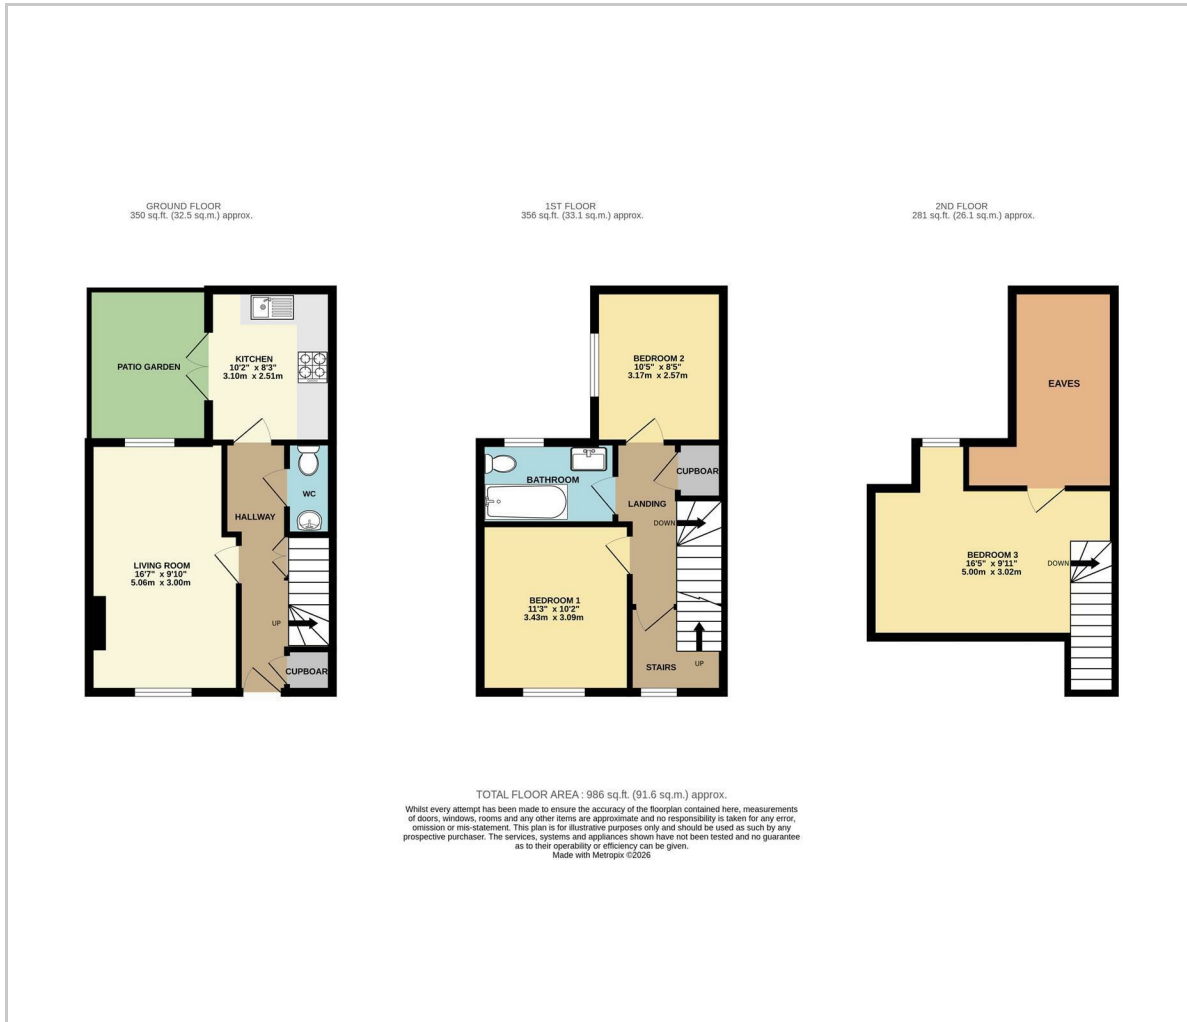 GROUND FLOOR
350 sq.ft. (32.5 sq.m.) approx.
PATIO GARDEN
KITCHEN
10'2" x 8'3"
3.10m x 2.51m
WC
HALLWAY
LIVING ROOM
16'7" x 9'10"
5.06m x 3.00m
UP
CUPBOAR
1ST FLOOR
356 sq.ft. (33.1 sq.m.) approx.
BEDROOM 2
10'5" x 8'5"
3.17m x 2.57m
BATHROOM
CUPBOAR
LANDING
DOWN
BEDROOM 1
11'3" x 10'2"
3.43m x 3.09m
STAIRS
UP
2ND FLOOR
281 sq.ft. (26.1 sq.m.) approx.
EAVES
BEDROOM 3
16'5" x 9'11"
5.00m x 3.02m
DOWN
TOTAL FLOOR AREA : 986 sq.ft. (91.6 sq.m.) approx.
Whilst every attempt has been made to ensure the accuracy of the floorplan contained here, measurements
of doors, windows, rooms and any other items are approximate and no responsibility is taken for any error,
omission or mis-statement. This plan is for illustrative purposes only and should be used as such by any
prospective purchaser. The services, systems and appliances shown have not been tested and no guarantee
as to their operability or efficiency can be given.
Made with Metropix ©2026